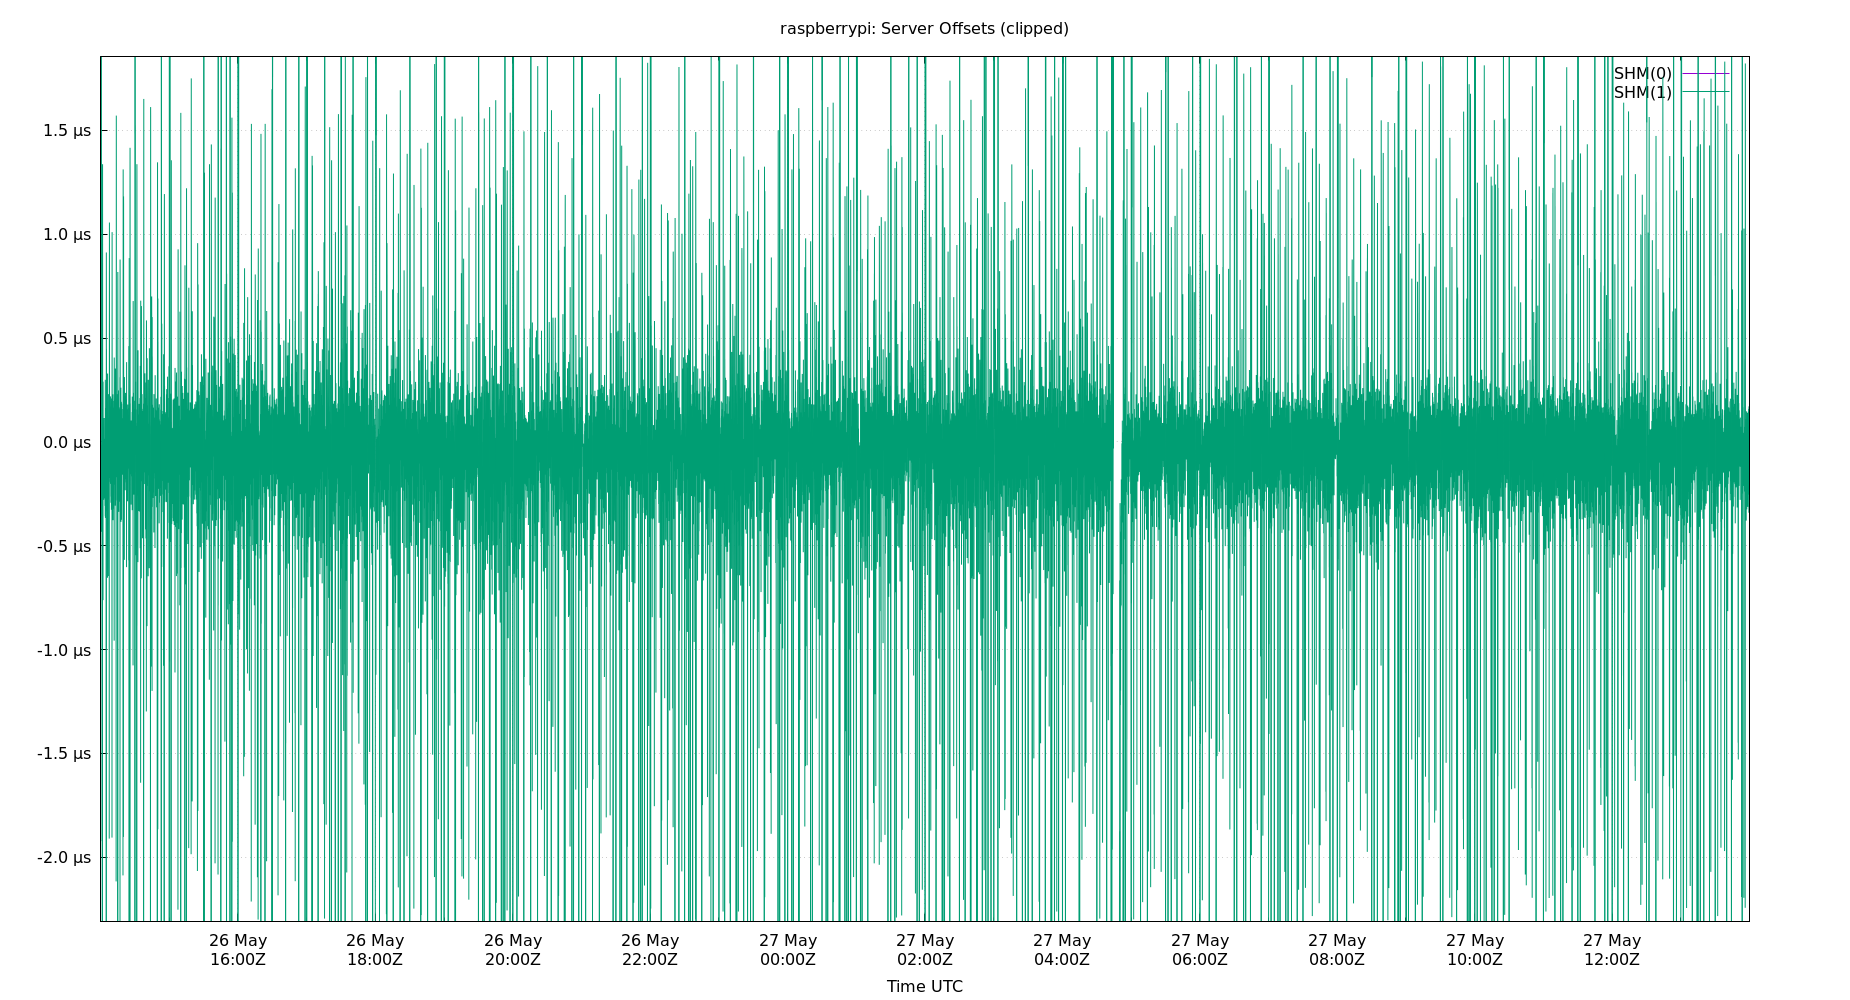 raspberrypi: Server Offsets (clipped)
SHM(0)
SHM(1)
1.5 μs
1.0 μs
0.5 μs
0.0 μs
-0.5 μs
-1.0 μs
-1.5 μs
-2.0 μs
26 May 26 May 26 May 26 May 27 May 27 May 27 May 27 May 27 May 27 May 27 May
16:00Z 18:00Z 20:00Z 22:00Z 00:00Z 02:00Z 04:00Z 06:00Z 08:00Z 10:00Z 12:00Z
Time UTC